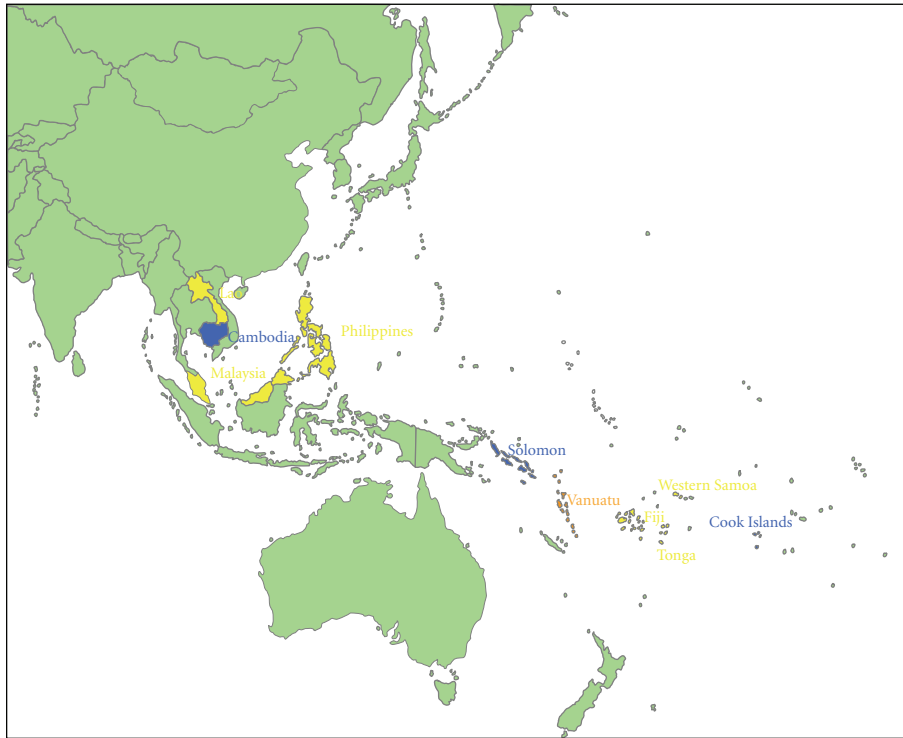 Lao
Cambodia
Philippines
Malaysia
Solomon
Western Samoa
Vanuatu
Fiji
Cook Islands
Tonga